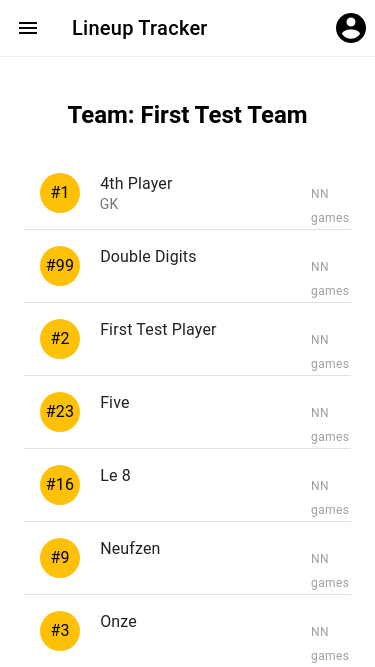 Lineup Tracker
Team: First Test Team
#1
4th Player
GK
NN
games
#99
Double Digits
NN
games
#2
First Test Player
NN
games
#23
Five
NN
games
#16
Le 8
NN
games
#9
Neufzen
NN
games
#3
Onze
NN
games